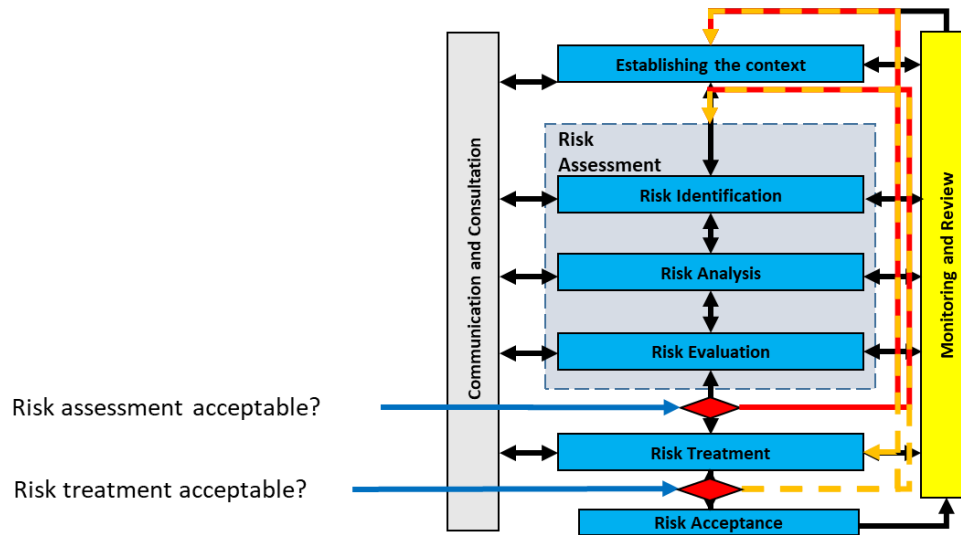 Establishing the context
Risk
Assessment
Risk Identification
Risk Analysis
Risk Evaluation
Risk assessment acceptable?
Risk Treatment
Risk treatment acceptable?
Risk Acceptance
Communication and Consultation
Monitoring and Review